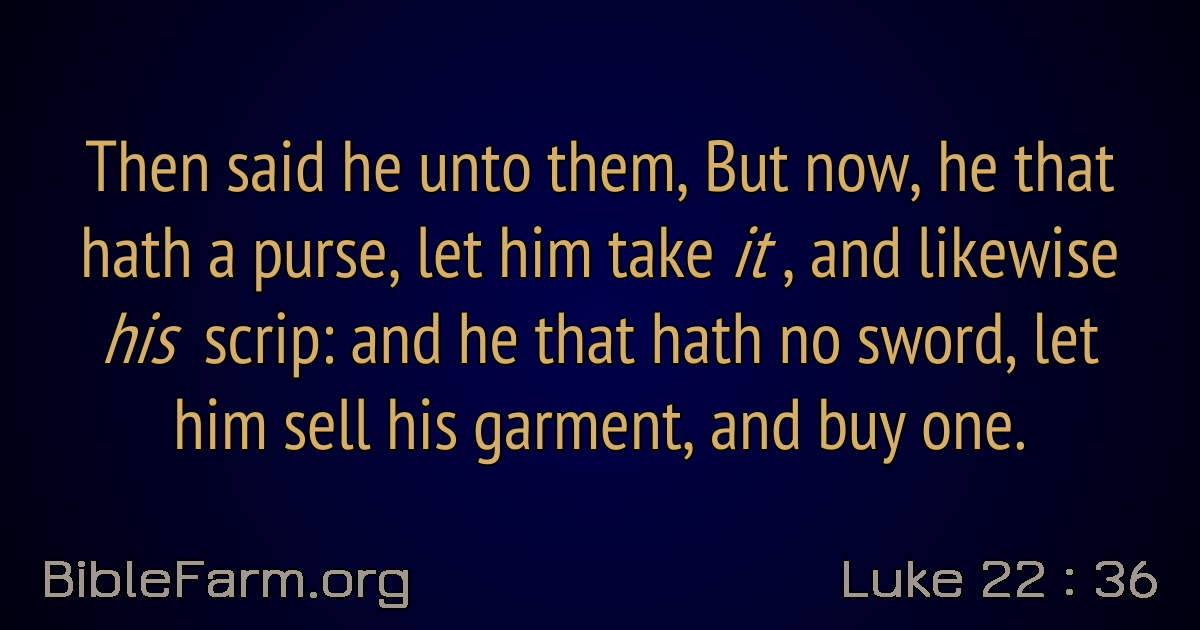 Then said he unto them, But now, he that
hath a purse, let him take it , and likewise
his scrip: and he that hath no sword, let
him sell his garment, and buy one.
BibleFarm.org
Luke 22 : 36